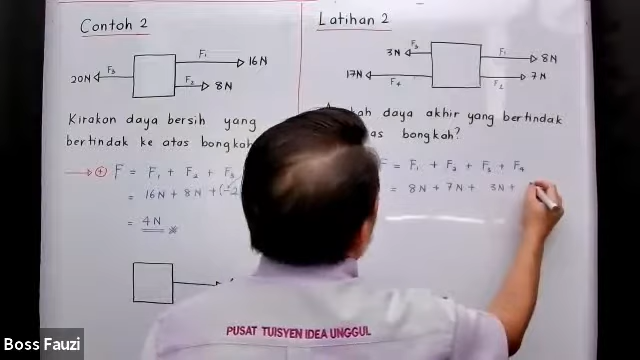 Contoh 2
F₁
16N
F₃
20N
F₂
8N
Kirakan daya bersih yang
bertindak ke atas bongkah
→ ⊕ F = F₁ + F₂ + F₃
= 16N + 8N + (-2
= 4N
Latihan 2
3N
F₃
F₁
8N
17N
F₄
F₂
7N
daya akhir yang bertindak
bongkah?
= F₁ + F₂ + F₃ + F₄
= 8N + 7N + 3N +
PUSAT TUISYEN IDEA UNGGUL
Boss Fauzi